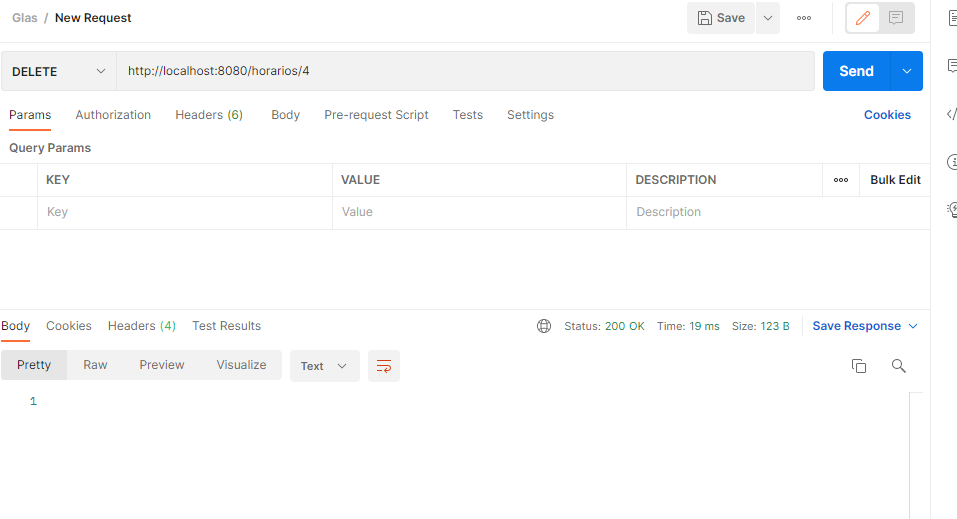 Glas / New Request Save
DELETE http://localhost:8080/horarios/4 Send
Params Authorization Headers (6) Body Pre-request Script Tests Settings Cookies
Query Params
KEY VALUE DESCRIPTION Bulk Edit
Key Value Description
Body Cookies Headers (4) Test Results Status: 200 OK Time: 19 ms Size: 123 B Save Response
Pretty Raw Preview Visualize Text
1